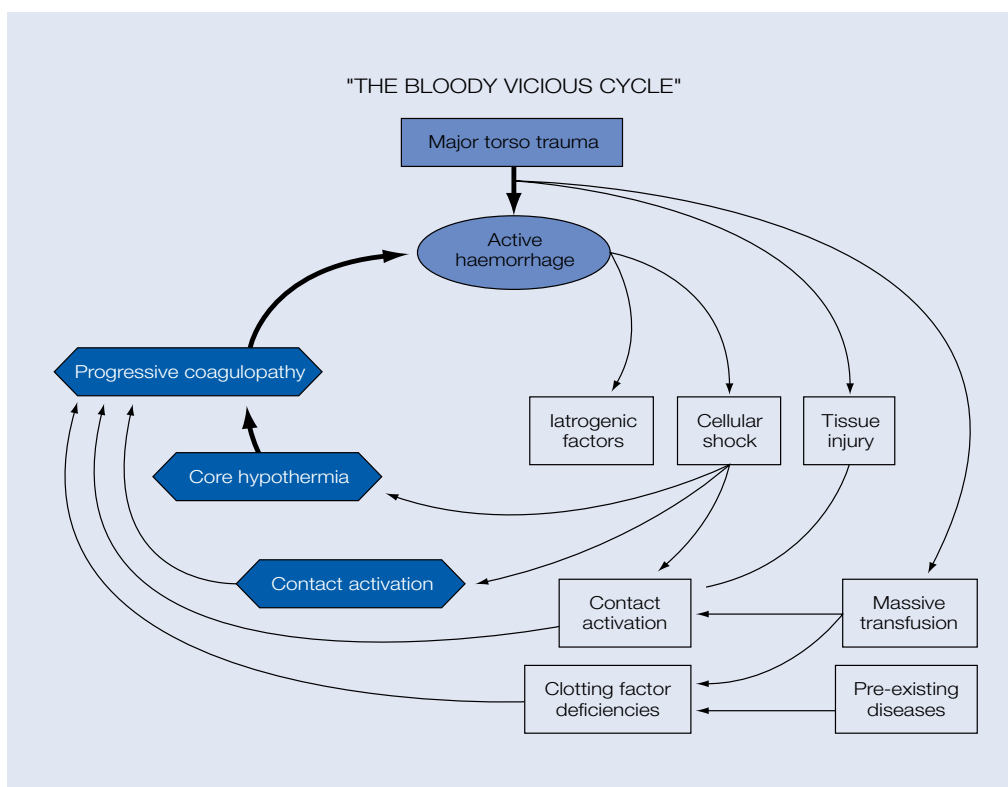 "THE BLOODY VICIOUS CYCLE"
Major torso trauma
Active
haemorrhage
Progressive coagulopathy
Iatrogenic
factors
Cellular
shock
Tissue
injury
Core hypothermia
Contact activation
Contact
activation
Massive
transfusion
Clotting factor
deficiencies
Pre-existing
diseases